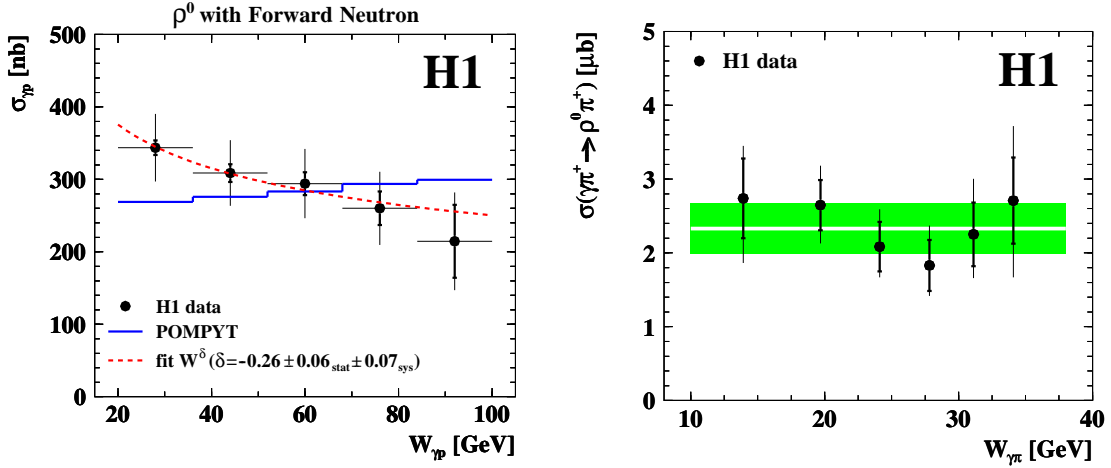 ρ⁰ with Forward Neutron
σγp [nb]
500
400
300
200
100
0
H1
H1 data
POMPYT
fit W^δ (δ=-0.26±0.06stat±0.07sys)
20
40
60
80
100
Wγp [GeV]
σ(γπ⁺→ρ⁰π⁺) [μb]
5
4
3
2
1
0
H1 data
H1
10
20
30
40
Wγπ [GeV]